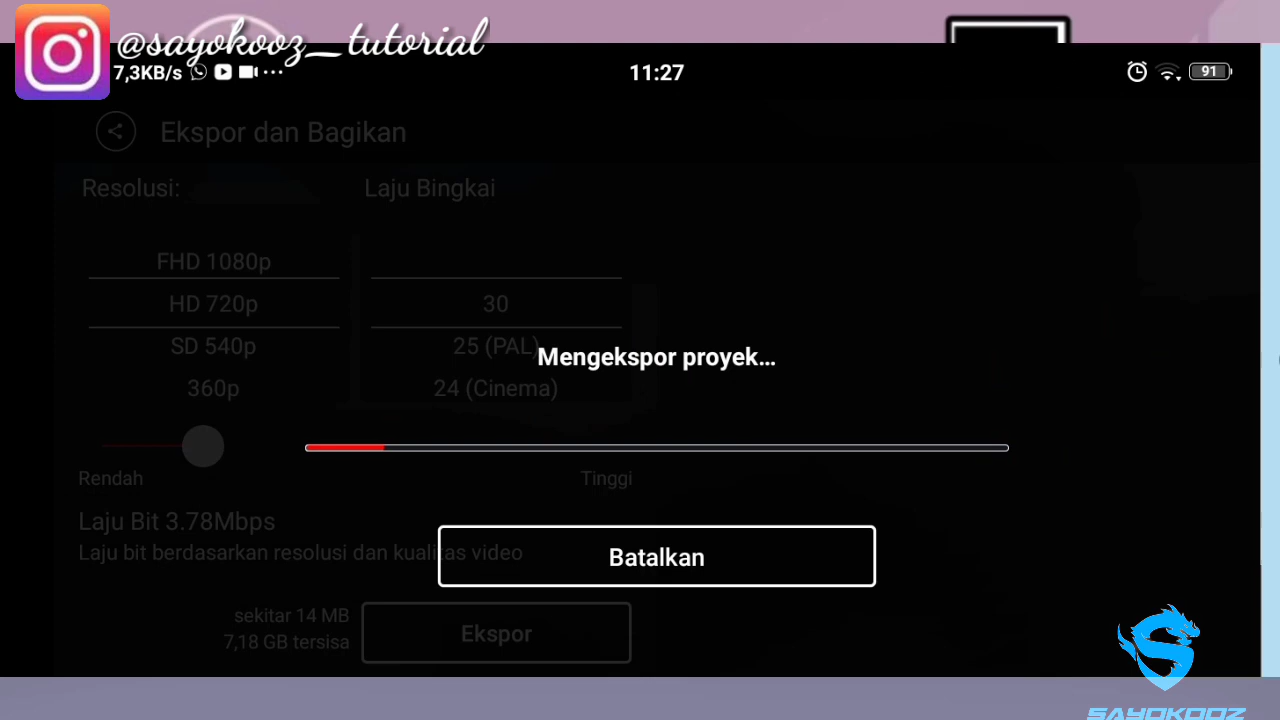 @sayokooz_tutorial
7,3KB/s
11:27
91
Ekspor dan Bagikan
Resolusi:
Laju Bingkai
FHD 1080p
HD 720p
30
SD 540p
25 (PAL)
Mengekspor proyek...
360p
24 (Cinema)
Rendah
Tinggi
Laju Bit 3.78Mbps
Laju bit berdasarkan resolusi dan kualitas video
Batalkan
sekitar 14 MB
7,18 GB tersisa
Ekspor
SAYOKOOZ